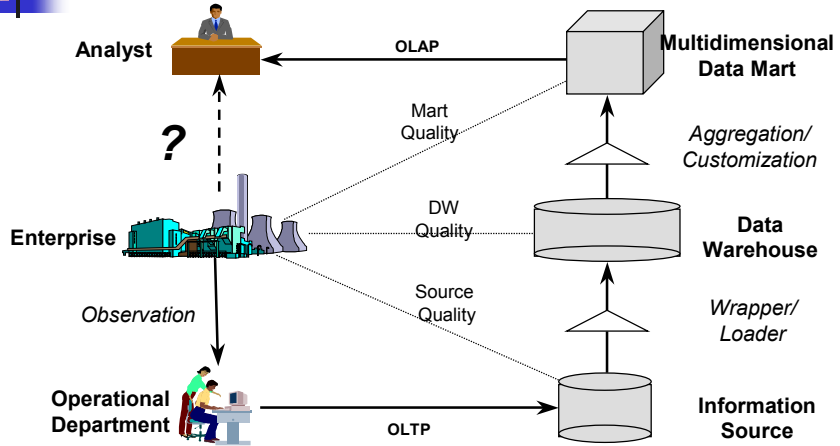 Analyst
OLAP
Multidimensional
Data Mart
?
Mart
Quality
Aggregation/
Customization
Enterprise
DW
Quality
Data
Warehouse
Observation
Source
Quality
Wrapper/
Loader
Operational
Department
OLTP
Information
Source